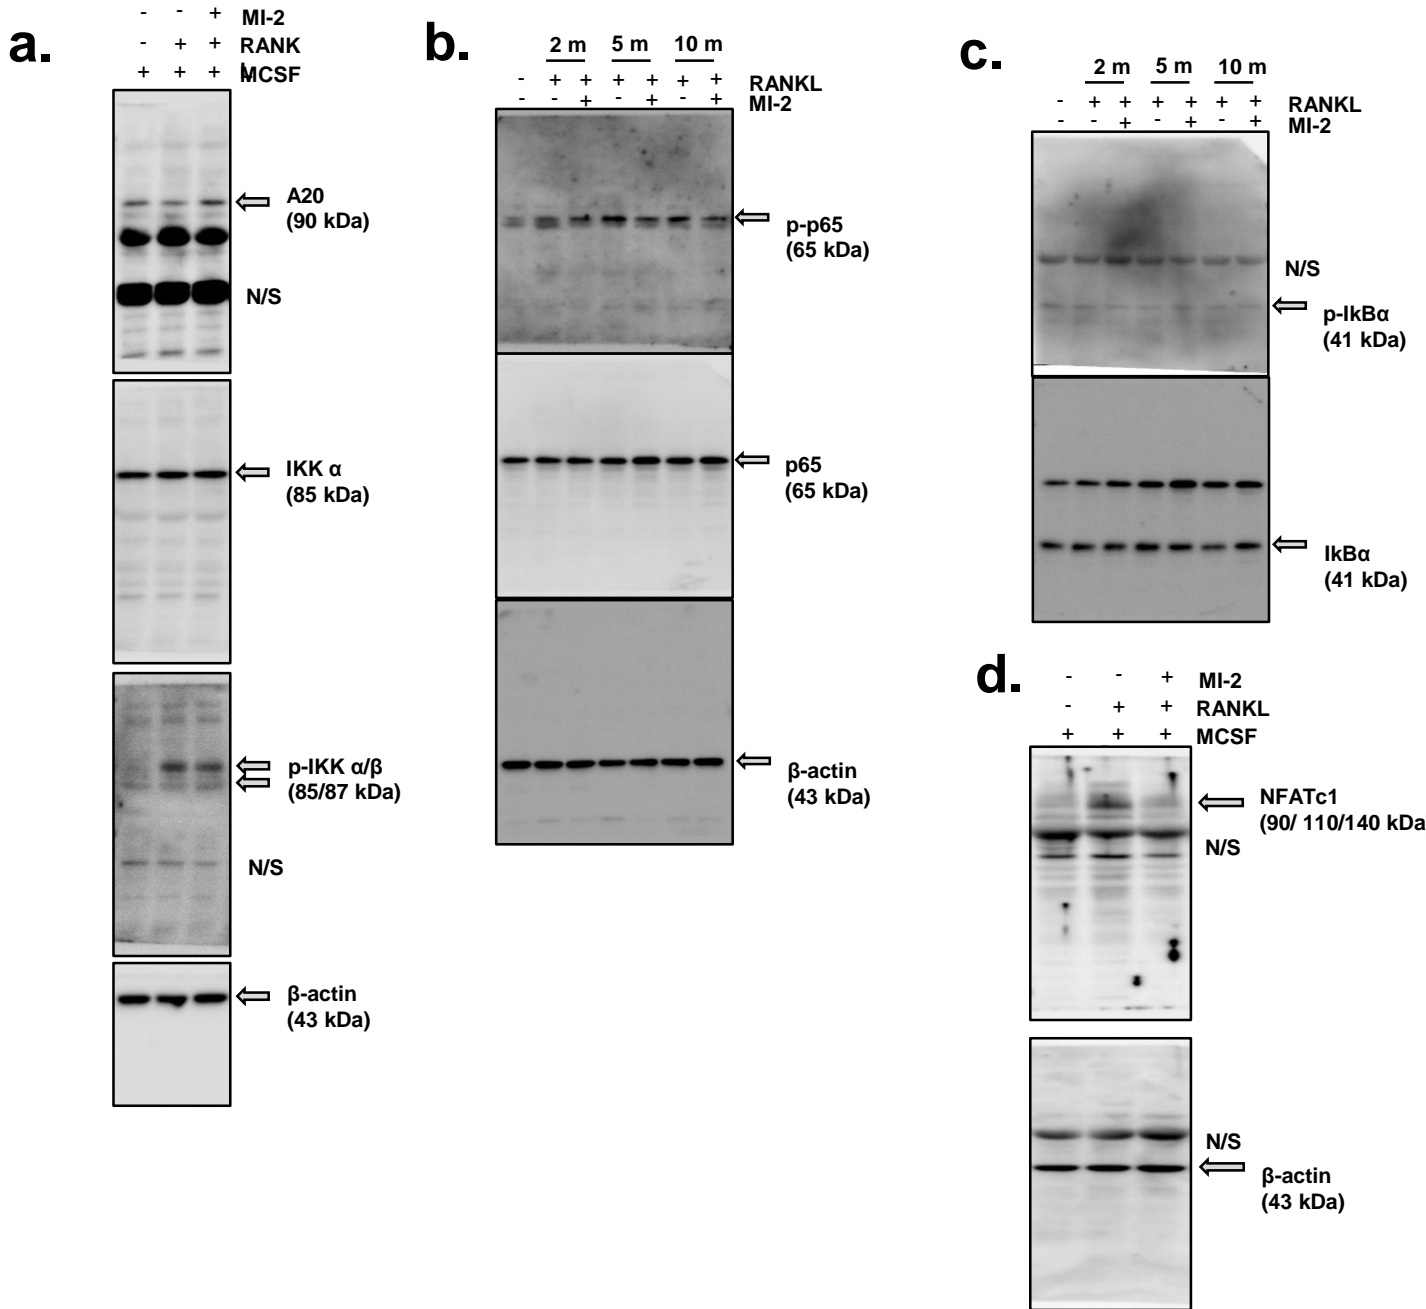 a.
- - + MI-2
- + + RANK
L
+ + + MCSF
A20
(90 kDa)
N/S
IKK α
(85 kDa)
p-IKK α/β
(85/87 kDa)
N/S
β-actin
(43 kDa)
b.
2 m 5 m 10 m
- + + + + + + RANKL
- - + - + - + MI-2
p-p65
(65 kDa)
p65
(65 kDa)
β-actin
(43 kDa)
c.
2 m 5 m 10 m
- + + + + + + RANKL
- - + - + - + MI-2
N/S
p-IkBα
(41 kDa)
IkBα
(41 kDa)
d.
- - + MI-2
- + + RANKL
+ + + MCSF
NFATc1
(90/ 110/140 kDa
N/S
N/S
β-actin
(43 kDa)